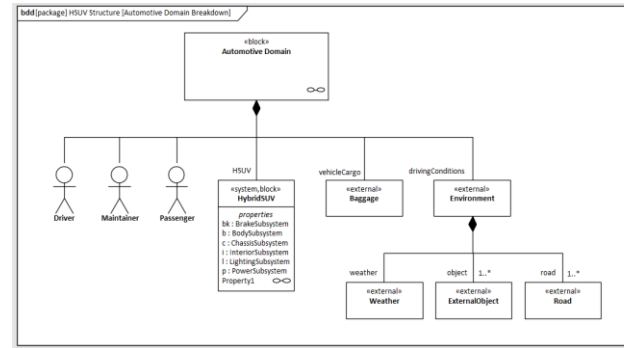 bdd[package] HSUV Structure [Automotive Domain Breakdown]
«block»
Automotive Domain
HSUV
vehicleCargo
drivingConditions
Driver
Maintainer
Passenger
«system,block»
HybridSUV
properties
bk : BrakeSubsystem
b : BodySubsystem
c : ChassisSubsystem
i : InteriorSubsystem
l : LightingSubsystem
p : PowerSubsystem
Property1
«external»
Baggage
«external»
Environment
weather
object
1..*
road
1..*
«external»
Weather
«external»
ExternalObject
«external»
Road